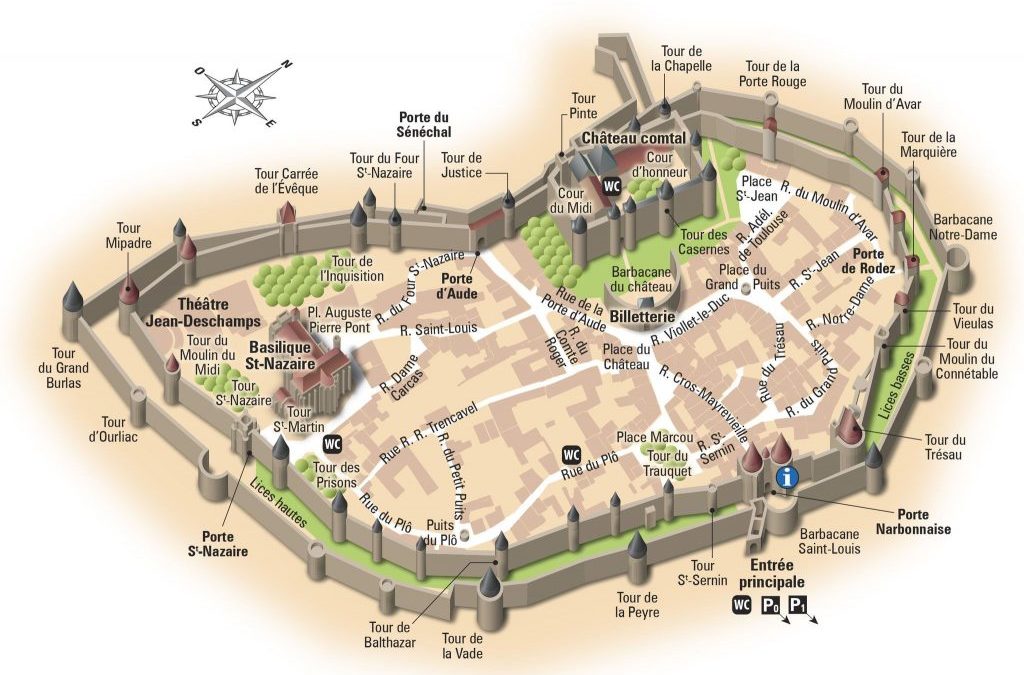 O
N
S
E
Tour de
la Chapelle
Tour de la
Porte Rouge
Tour du
Moulin d'Avar
Tour
Pinte
Porte du
Sénéchal
Château comtal
Tour de la
Marquière
Tour du Four
St-Nazaire
Tour de
Justice
Cour
d'honneur
WC
Tour Carrée
de l'Évêque
Cour
du Midi
Place
St-Jean
R. du Moulin d'Avar
Tour
Mipadre
Tour des
Casernes
R. Adél.
de Toulouse
Barbacane
Notre-Dame
Porte
de Rodez
Tour de
l'Inquisition
R. du Four St-Nazaire
Porte
d'Aude
Barbacane
du château
Place du
Grand Puits
R. St-Jean
Théâtre
Jean-Deschamps
Pl. Auguste
Pierre Pont
R. Saint-Louis
Rue de la
Porte d'Aude
Billetterie
R. Viollet-le-Duc
R. Notre-Dame
Tour du
Vieulas
Tour
du Grand
Burlas
Tour du
Moulin du
Midi
Basilique
St-Nazaire
R. du
Comte
Roger
Place du
Château
Rue du Trésau
R. du Grand Puits
Tour du
Moulin du
Connétable
Tour
St-Nazaire
R. Dame
Carcas
R. Cros-Mayrevieille
Lices basses
Tour
d'Ourliac
Tour
St-Martin
Rue R. R. Trencavel
WC
Place Marcou
R. St-
Sernin
Tour du
Trésau
Tour des
Prisons
R. du Petit Puits
WC
Rue du Plô
Tour du
Trauquet
i
Lices hautes
Rue du Plô
Puits
du Plô
Porte
St-Nazaire
Porte
Narbonnaise
Barbacane
Saint-Louis
Tour
St-Sernin
Entrée
principale
WC P0 P1
Tour de
la Peyre
Tour de
Balthazar
Tour de
la Vade